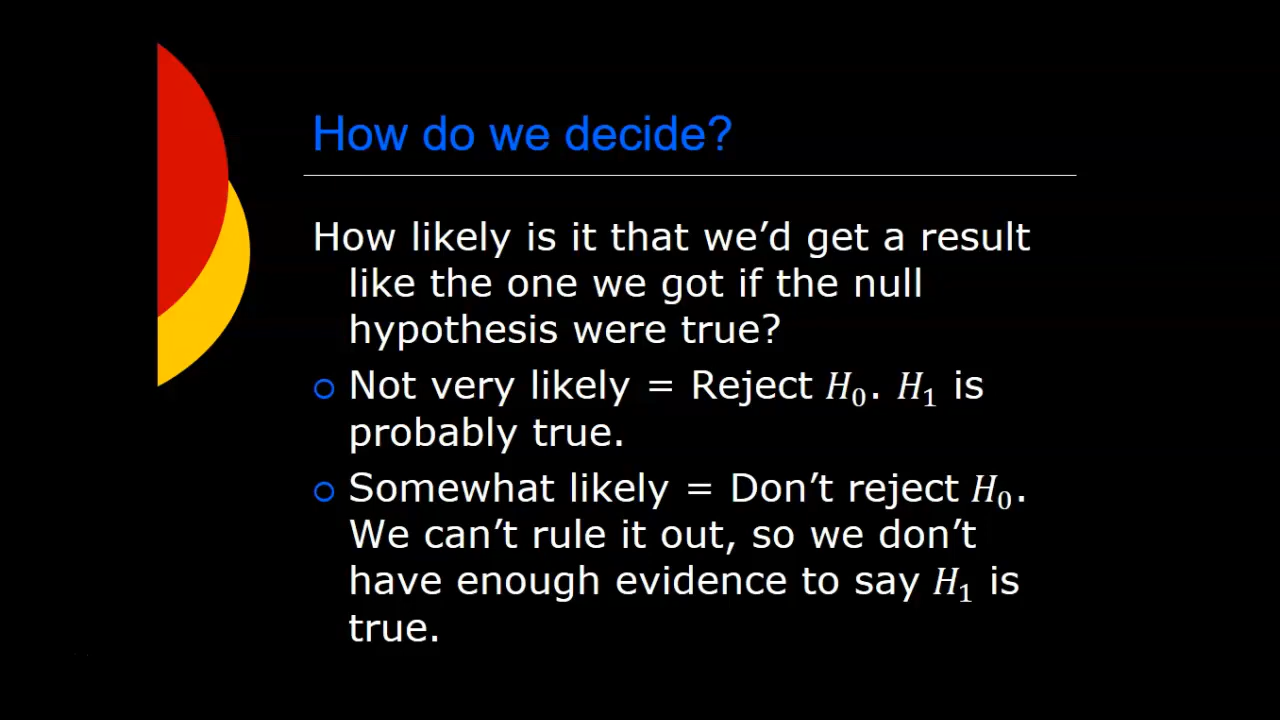 How do we decide?
How likely is it that we’d get a result
like the one we got if the null
hypothesis were true?
Not very likely = Reject H₀. H₁ is
probably true.
Somewhat likely = Don’t reject H₀.
We can’t rule it out, so we don’t
have enough evidence to say H₁ is
true.